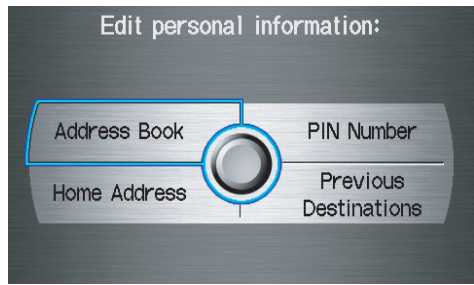 Edit personal information:
Address Book
PIN Number
Home Address
Previous
Destinations